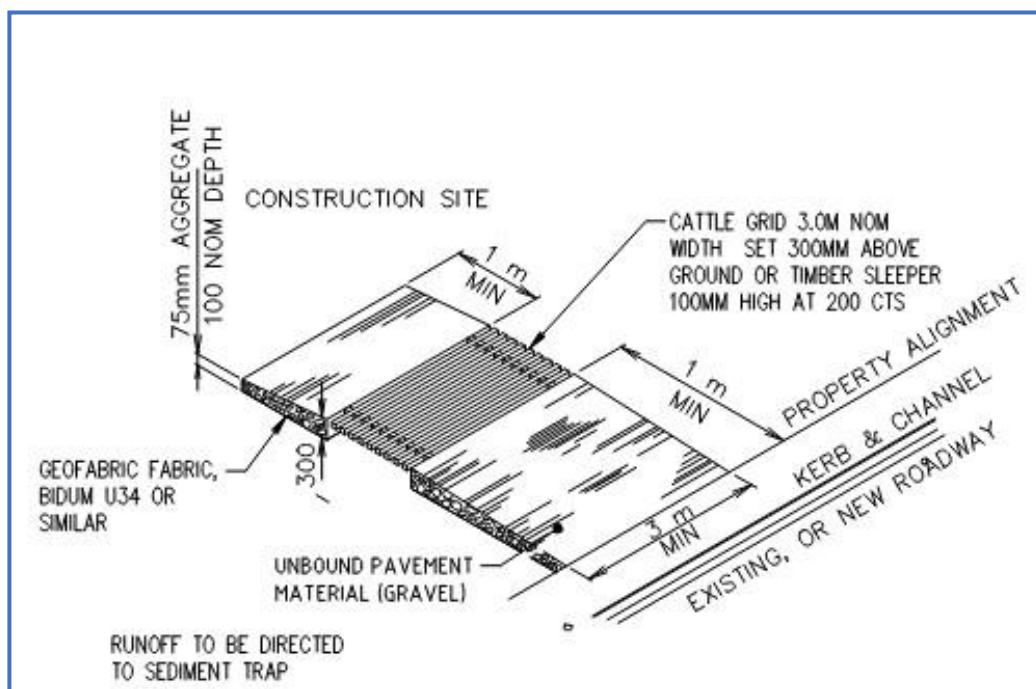 75mm AGGREGATE
100 NOM DEPTH
CONSTRUCTION SITE
1 m
MIN
CATTLE GRID 3.0M NOM
WIDTH SET 300MM ABOVE
GROUND OR TIMBER SLEEPER
100MM HIGH AT 200 CTS
1 m
MIN
PROPERTY ALIGNMENT
KERB & CHANNEL
EXISTING, OR NEW ROADWAY
3 m
MIN
300
GEOFABRIC FABRIC,
BIDUM U34 OR
SIMILAR
UNBOUND PAVEMENT
MATERIAL (GRAVEL)
RUNOFF TO BE DIRECTED
TO SEDIMENT TRAP